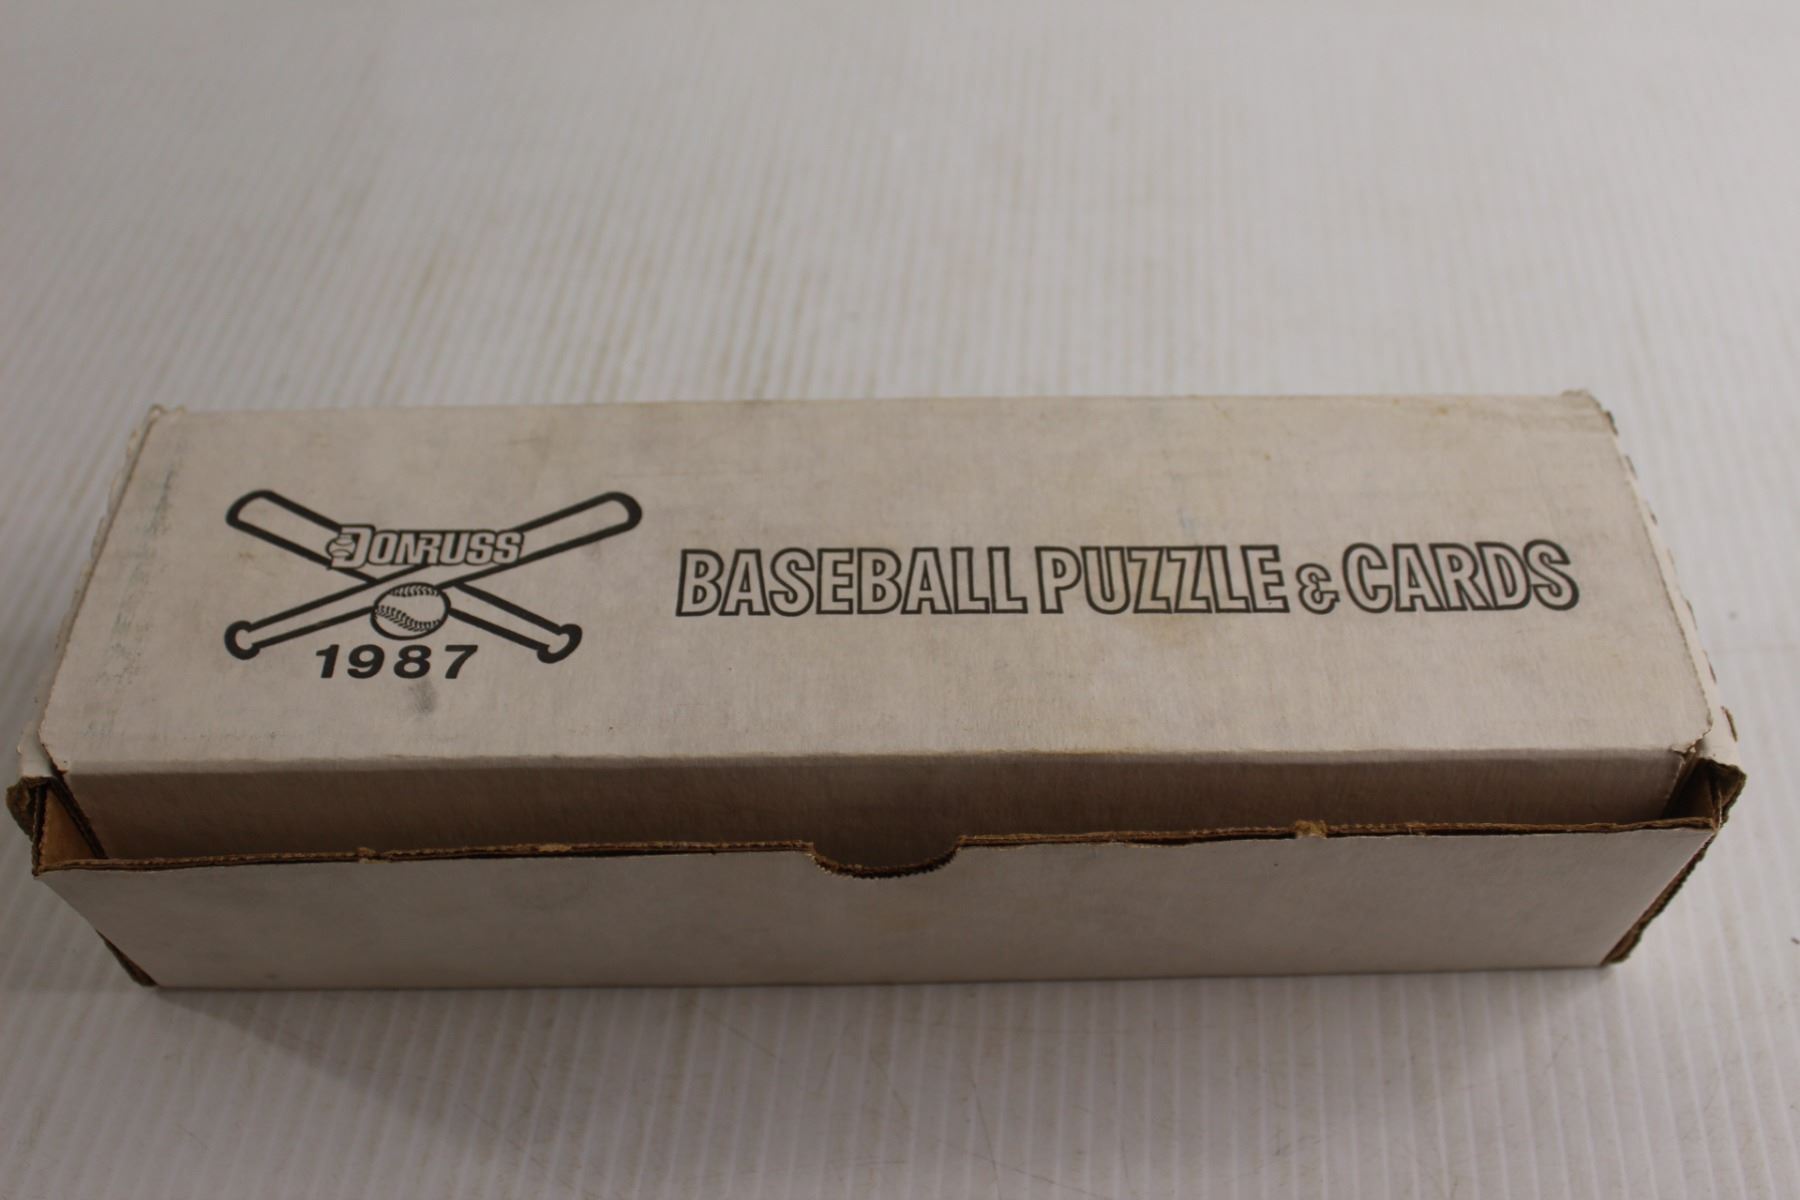 DONRUSS
1987
BASEBALL PUZZLE & CARDS